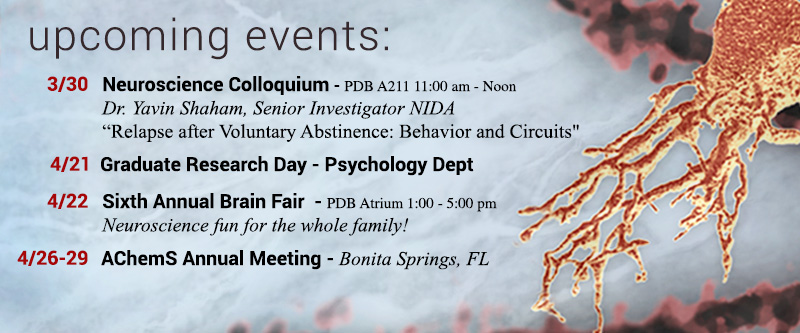 upcoming events:
3/30 Neuroscience Colloquium - PDB A211 11:00 am - Noon
Dr. Yavin Shaham, Senior Investigator NIDA
“Relapse after Voluntary Abstinence: Behavior and Circuits"
4/21 Graduate Research Day - Psychology Dept
4/22 Sixth Annual Brain Fair - PDB Atrium 1:00 - 5:00 pm
Neuroscience fun for the whole family!
4/26-29 AChemS Annual Meeting - Bonita Springs, FL